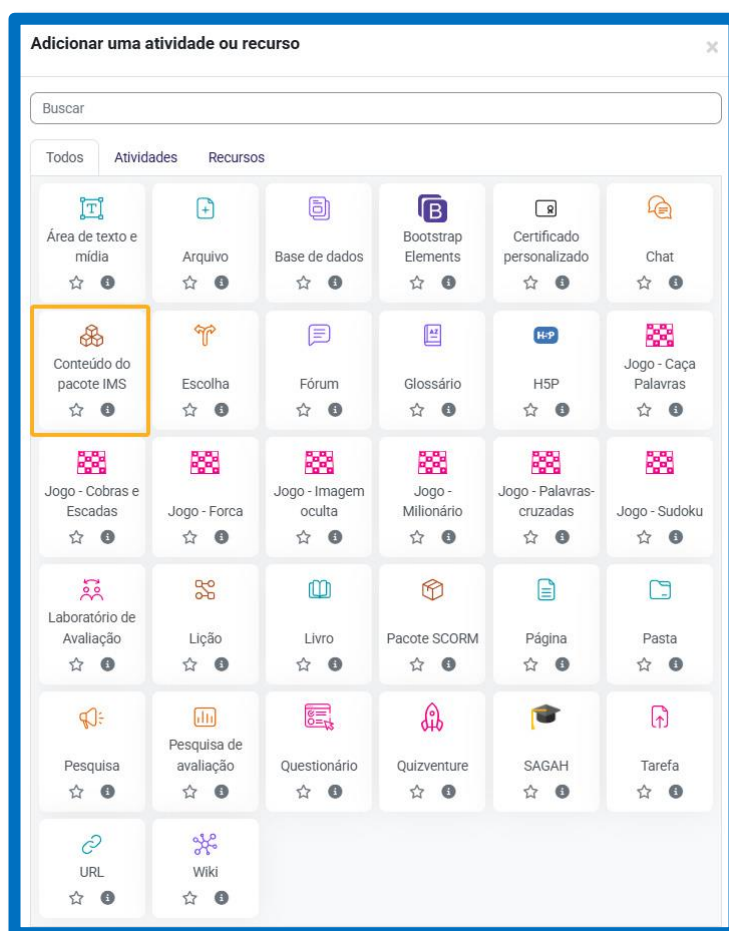 Adicionar uma atividade ou recurso
Buscar
Todos Atividades Recursos
Área de texto e
mídia
Arquivo
Base de dados
Bootstrap
Elements
Certificado
personalizado
Chat
Conteúdo do
pacote IMS
Escolha
Fórum
Glossário
H5P
H5P
Jogo - Caça
Palavras
Jogo - Cobras e
Escadas
Jogo - Forca
Jogo - Imagem
oculta
Jogo -
Milionário
Jogo - Palavras-
cruzadas
Jogo - Sudoku
Laboratório de
Avaliação
Lição
Livro
Pacote SCORM
Página
Pasta
Pesquisa
Pesquisa de
avaliação
Questionário
Quizventure
SAGAH
Tarefa
URL
Wiki